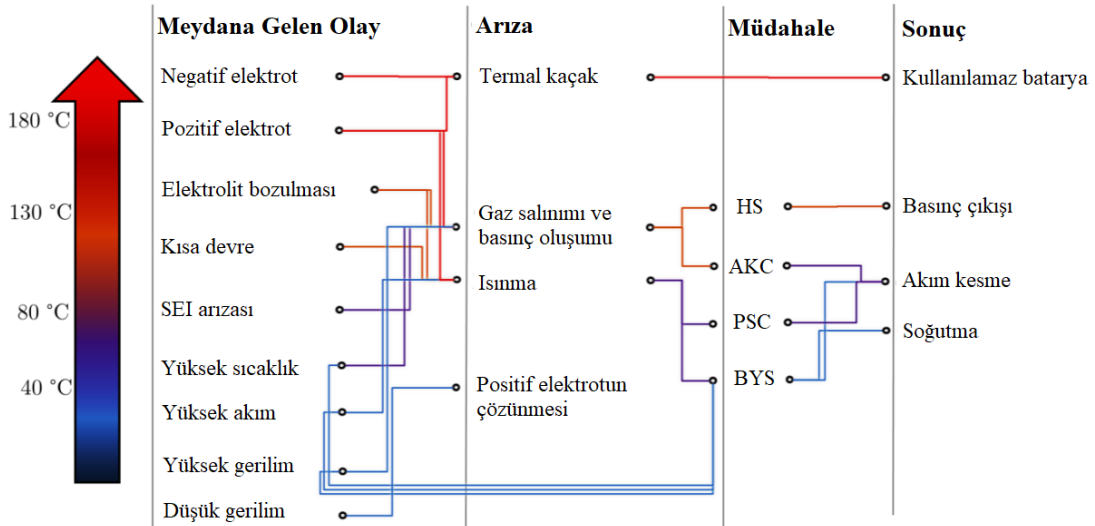 Meydana Gelen Olay
Arıza
Müdahale
Sonuç
180 °C
130 °C
80 °C
40 °C
Negatif elektrot
Pozitif elektrot
Elektrolit bozulması
Kısa devre
SEI arızası
Yüksek sıcaklık
Yüksek akım
Yüksek gerilim
Düşük gerilim
Termal kaçak
Gaz salınımı ve
basınç oluşumu
Isınma
Positif elektrotun
çözünmesi
HS
AKC
PSC
BYS
Kullanılamaz batarya
Basınç çıkışı
Akım kesme
Soğutma